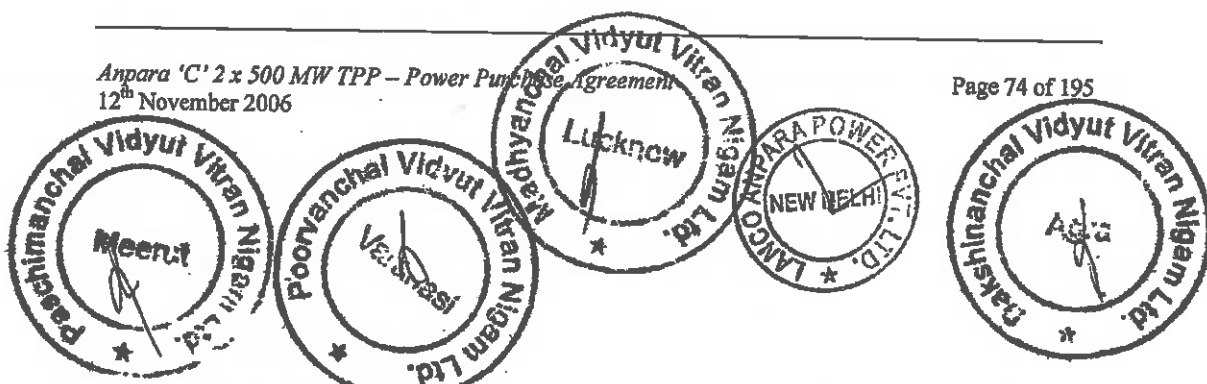 Anpara 'C' 2 x 500 MW TPP – Power Purchase Agreement
12th November 2006
Page 74 of 195
Paschimanchal Vidyut Vitran Nigam Ltd.
Meerut
Poorvanchal Vidyut Vitran Nigam Ltd.
Varanasi
Madhyanchal Vidyut Vitran Nigam Ltd.
Lucknow
LANCO ANPARA POWER PVT. LTD.
NEW DELHI
Dakshinanchal Vidyut Vitran Nigam Ltd.
Agra